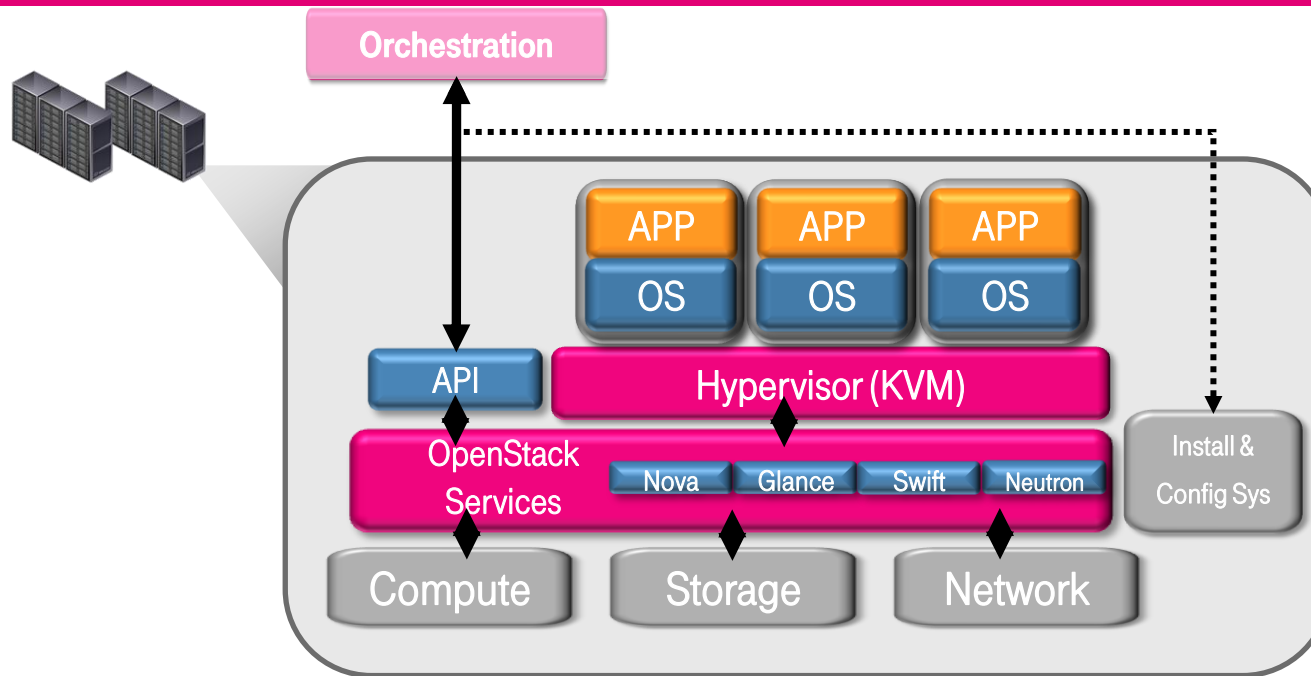 Orchestration
APP
APP
APP
OS
OS
OS
API
Hypervisor (KVM)
OpenStack
Services
Nova
Glance
Swift
Neutron
Install &
Config Sys
Compute
Storage
Network